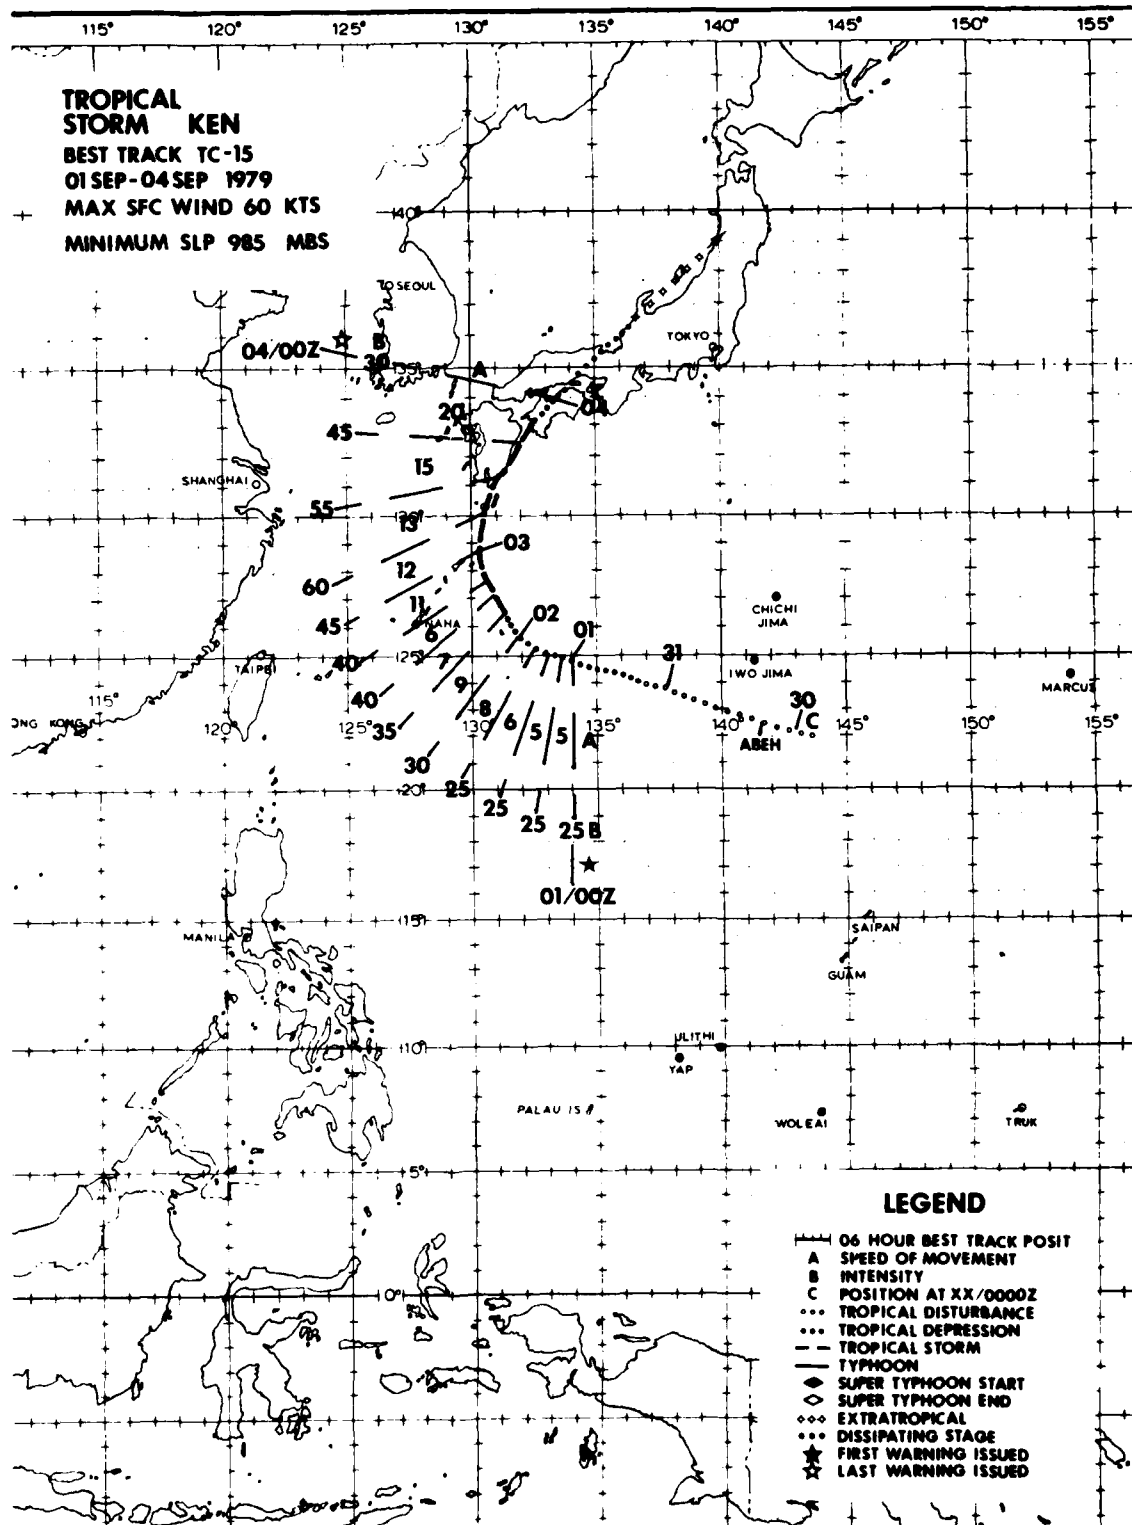 115° 120° 125° 130° 135° 140° 145° 150° 155°
TROPICAL
STORM KEN
BEST TRACK TC-15
01 SEP-04 SEP 1979
MAX SFC WIND 60 KTS
MINIMUM SLP 985 MBS
40°
TO SEOUL
TOKYO
04/00Z
B
30
35°
A
04
20
45
15
SHANGHAI
55
13
03
12
60
11
CHICHI
JIMA
NAHA
02
45
6
01
TAIPEI
40
25°
7
31
IWO JIMA
MARCUS
9
40
115°
8
30
C
ONG KONG
120°
125°
35
130°
6
5
5
A
135°
140°
ABEH
145°
150°
155°
30
25
20°
25
25
25 B
01/00Z
15°
SAIPAN
MANILA
GUAM
10°
ULITHI
YAP
PALAU IS
WOLEAI
TRUK
5°
0°
LEGEND
06 HOUR BEST TRACK POSIT
A SPEED OF MOVEMENT
B INTENSITY
C POSITION AT XX/0000Z
TROPICAL DISTURBANCE
TROPICAL DEPRESSION
TROPICAL STORM
TYPHOON
SUPER TYPHOON START
SUPER TYPHOON END
EXTRATROPICAL
DISSIPATING STAGE
FIRST WARNING ISSUED
LAST WARNING ISSUED